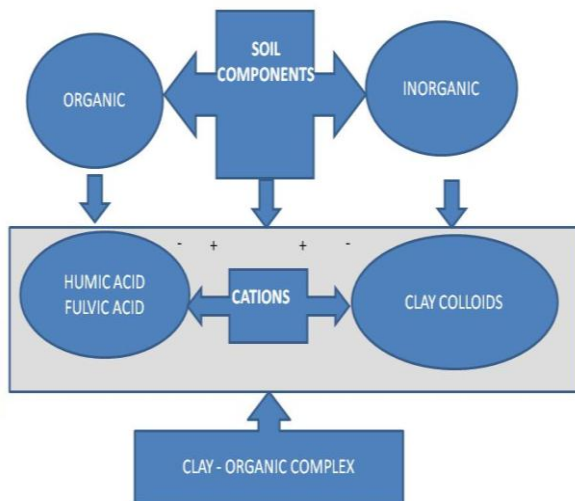 SOIL
COMPONENTS
ORGANIC
INORGANIC
- + + -
HUMIC ACID
FULVIC ACID
CATIONS
CLAY COLLOIDS
CLAY - ORGANIC COMPLEX